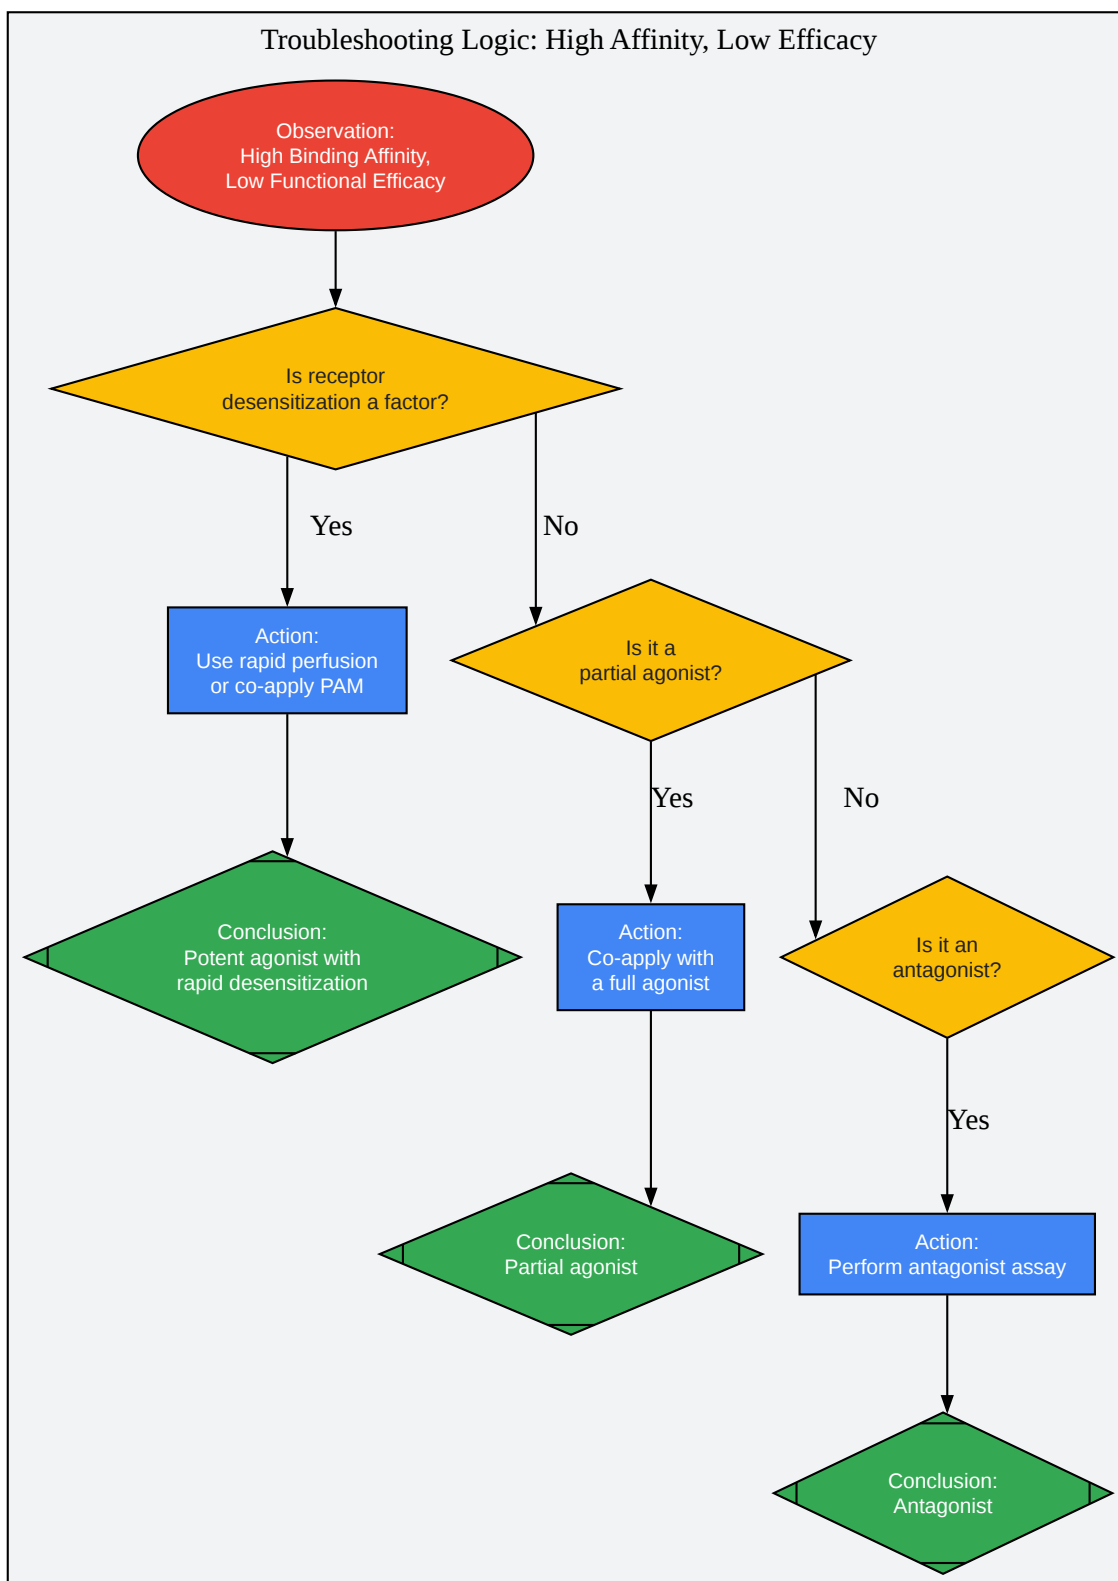 Troubleshooting Logic: High Affinity, Low Efficacy
Observation:
High Binding Affinity,
Low Functional Efficacy
Is receptor
desensitization a factor?
Yes
No
Action:
Use rapid perfusion
or co-apply PAM
Is it a
partial agonist?
Yes
No
Conclusion:
Potent agonist with
rapid desensitization
Action:
Co-apply with
a full agonist
Is it an
antagonist?
Yes
Conclusion:
Partial agonist
Action:
Perform antagonist assay
Conclusion:
Antagonist